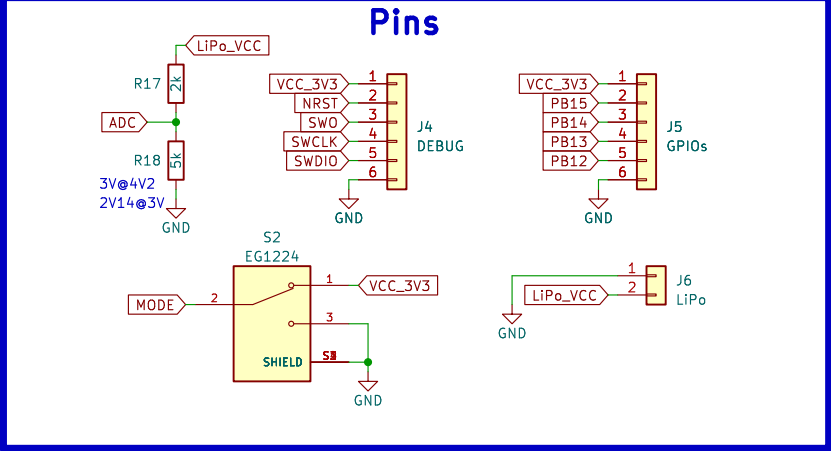 Pins
LiPo_VCC
R17
2k
ADC
R18
5k
3V@4V2
2V14@3V
GND
VCC_3V3
1
NRST
2
SWO
3
SWCLK
4
SWDIO
5
6
J4
DEBUG
GND
VCC_3V3
1
PB15
2
PB14
3
PB13
4
PB12
5
6
J5
GPIOs
GND
S2
EG1224
MODE
2
1
VCC_3V3
3
SHIELD
GND
1
LiPo_VCC
2
J6
LiPo
GND